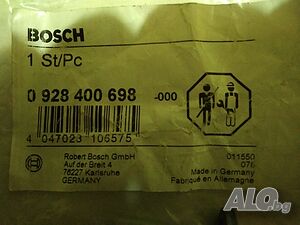 BOSCH
1 St/Pc
0 928 400 698 -000
4 047023 106575
Robert Bosch GmbH
Auf der Breit 4
76227 Karlsruhe
GERMANY
011550
076
Made in Germany
Fabriqué en Allemagne
ALO.bg